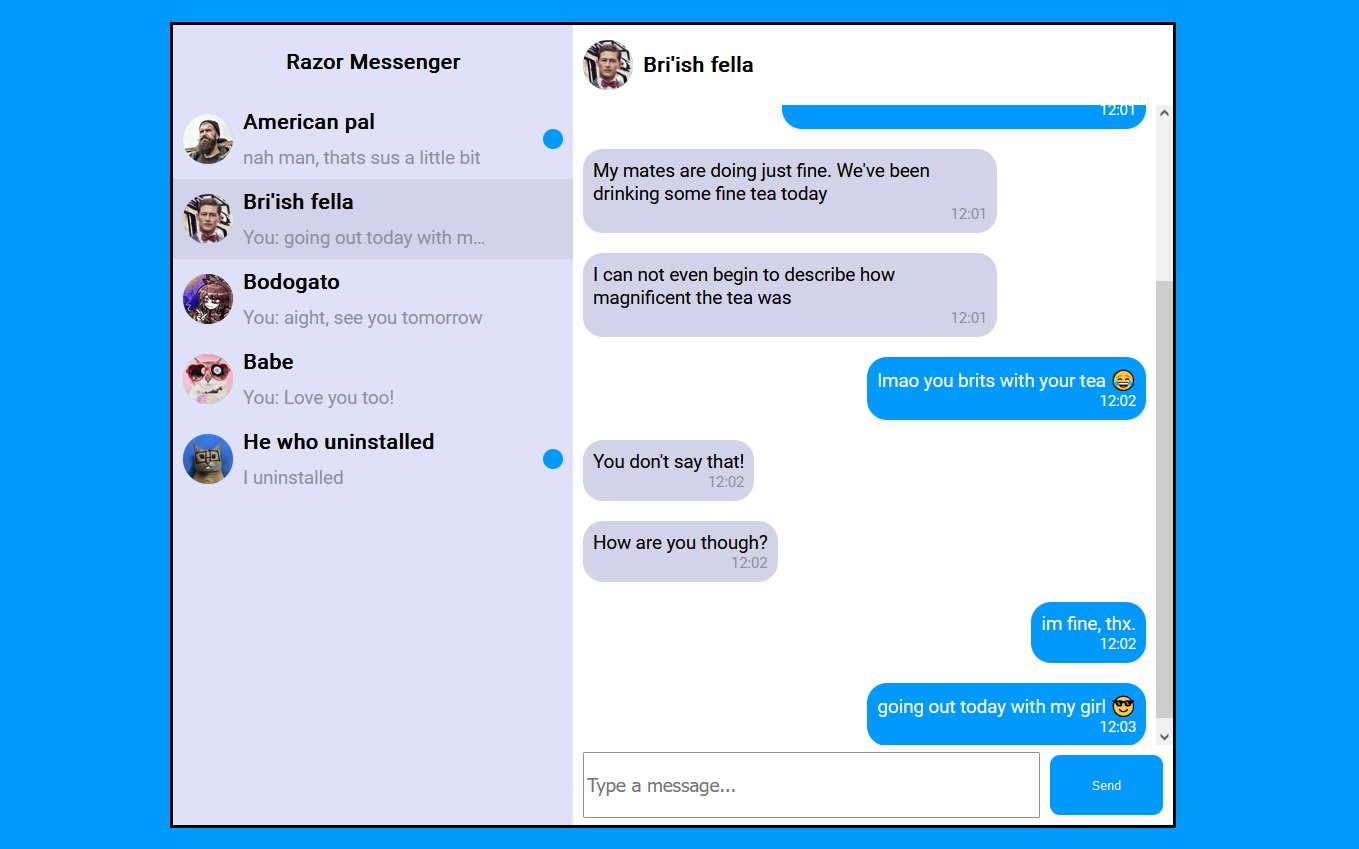 Razor Messenger
American pal
nah man, thats sus a little bit
Bri'ish fella
You: going out today with m...
Bodogato
You: aight, see you tomorrow
Babe
You: Love you too!
He who uninstalled
I uninstalled
Bri'ish fella
12:01
My mates are doing just fine. We've been
drinking some fine tea today
12:01
I can not even begin to describe how
magnificent the tea was
12:01
lmao you brits with your tea 😂
12:02
You don't say that!
12:02
How are you though?
12:02
im fine, thx.
12:02
going out today with my girl 😎
12:03
Type a message...
Send